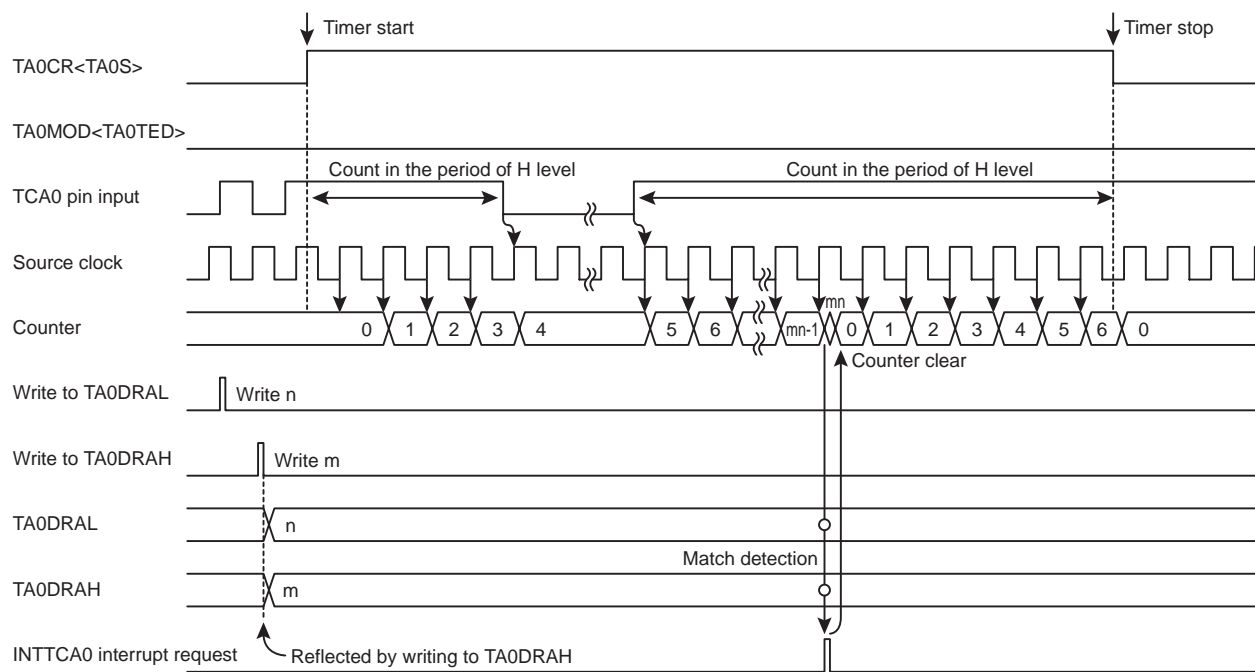 Timer start
Timer stop
TA0CR<TA0S>
TA0MOD<TA0TED>
Count in the period of H level
Count in the period of H level
TCA0 pin input
Source clock
mn
Counter
0 1 2 3 4 5 6 mn-1 0 1 2 3 4 5 6 0
Counter clear
Write to TA0DRAL
Write n
Write to TA0DRAH
Write m
TA0DRAL
n
Match detection
TA0DRAH
m
INTTCA0 interrupt request
Reflected by writing to TA0DRAH